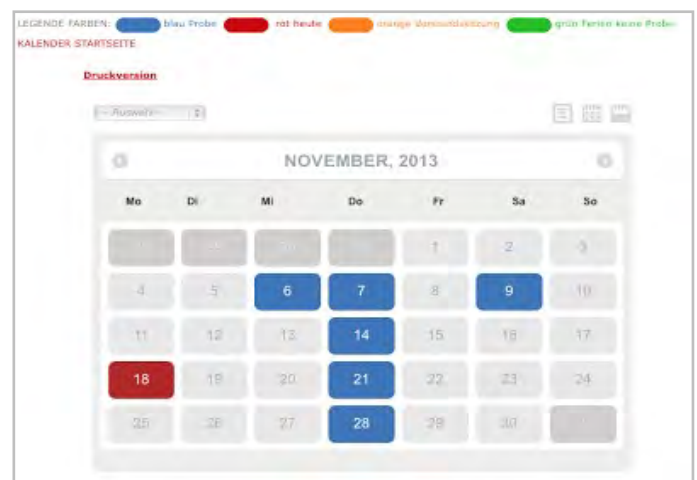 LEGENDE FARBEN: blau Probe rot heute orange Vorstandssitzung grün Ferien keine Probe
KALENDER STARTSEITE
Druckversion
NOVEMBER, 2013
Mo Di Mi Do Fr Sa So
1 2 3
4 5 6 7 8 9 10
11 12 13 14 15 16 17
18 19 20 21 22 23 24
25 26 27 28 29 30